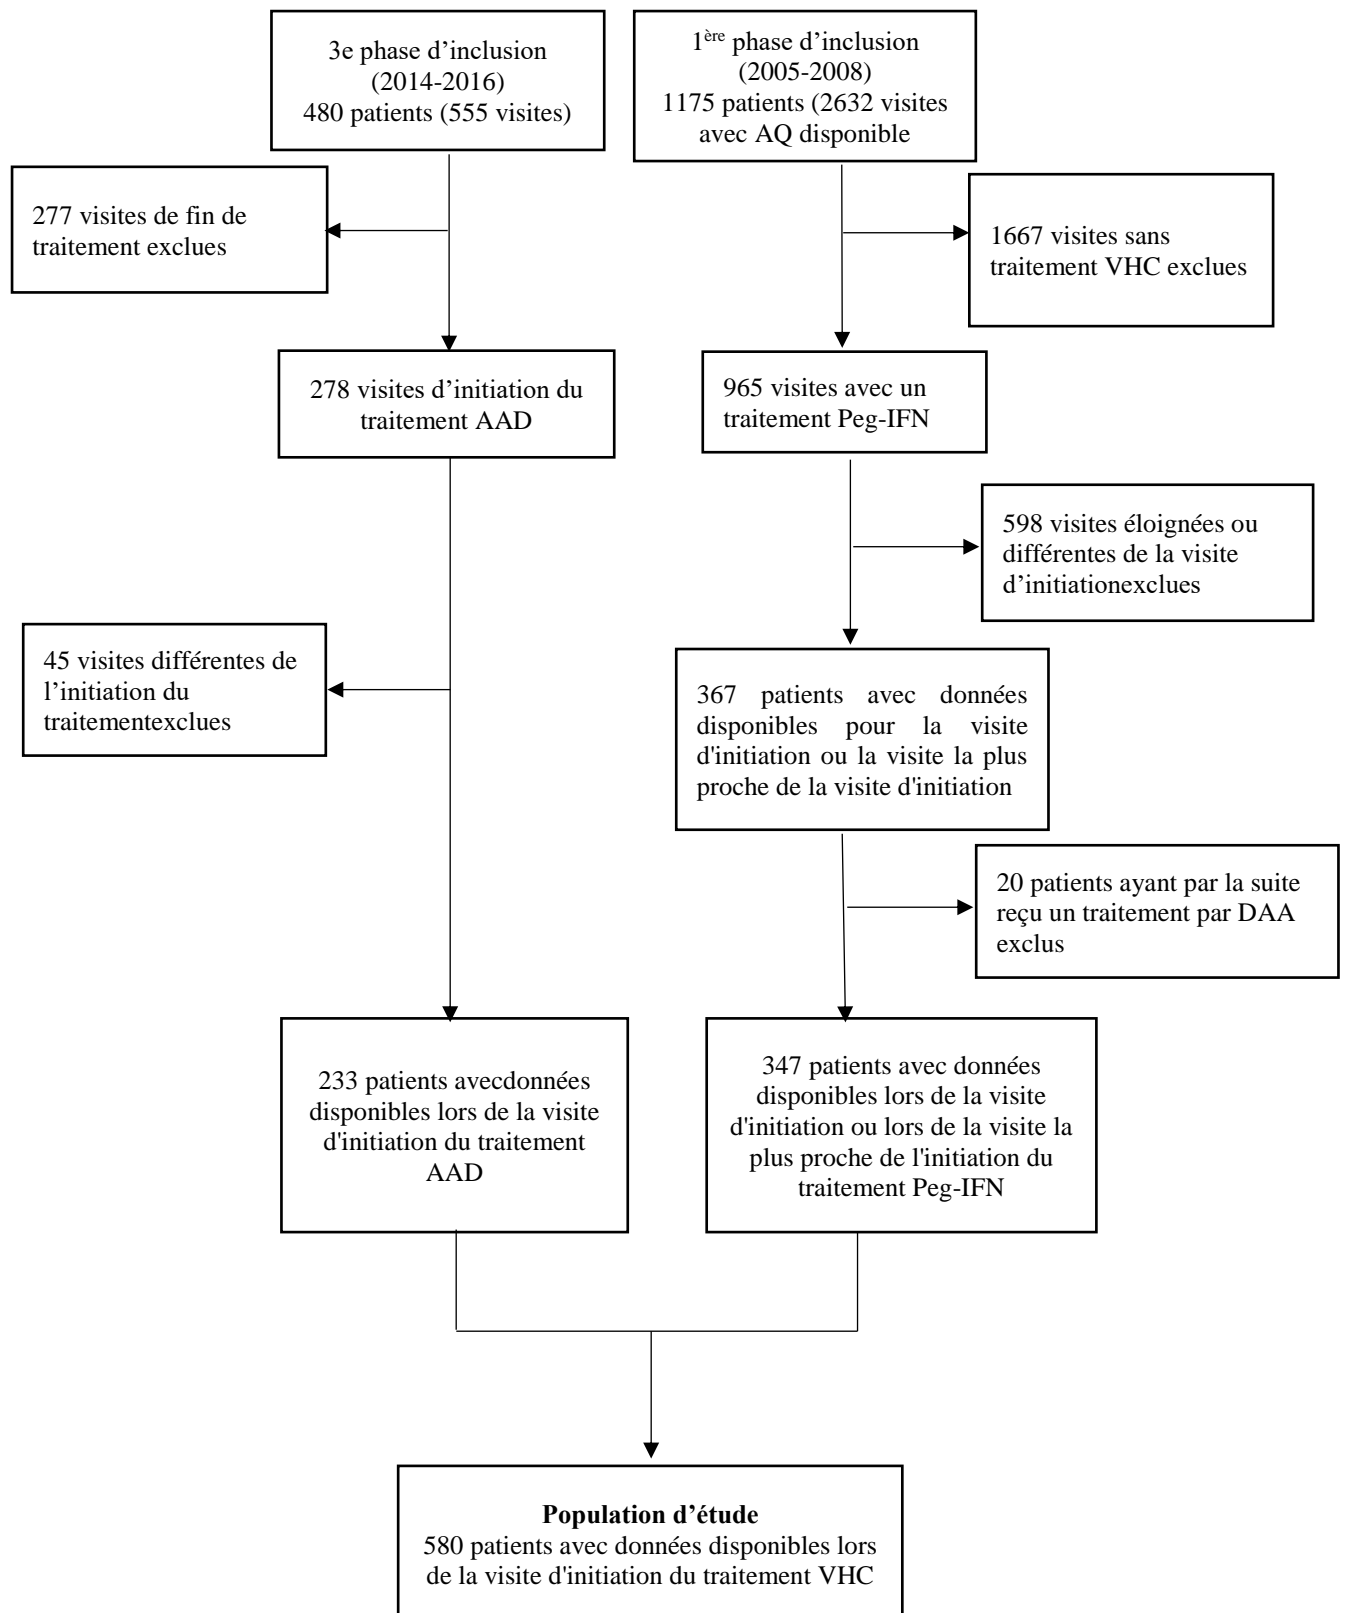 3e phase d’inclusion
(2014-2016)
480 patients (555 visites)
1ère phase d’inclusion
(2005-2008)
1175 patients (2632 visites
avec AQ disponible
277 visites de fin de
traitement exclues
1667 visites sans
traitement VHC exclues
278 visites d’initiation du
traitement AAD
965 visites avec un
traitement Peg-IFN
598 visites éloignées ou
différentes de la visite
d’initiationexclues
45 visites différentes de
l’initiation du
traitementexclues
367 patients avec données
disponibles pour la visite
d'initiation ou la visite la plus
proche de la visite d'initiation
20 patients ayant par la suite
reçu un traitement par DAA
exclus
233 patients avecdonnées
disponibles lors de la visite
d'initiation du traitement
AAD
347 patients avec données
disponibles lors de la visite
d'initiation ou lors de la visite la
plus proche de l'initiation du
traitement Peg-IFN
Population d’étude
580 patients avec données disponibles lors
de la visite d'initiation du traitement VHC